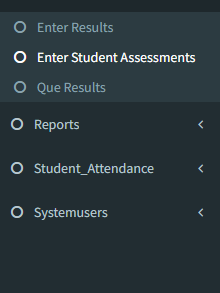 Enter Results
Enter Student Assessments
Que Results
Reports
Student_Attendance
Systemusers